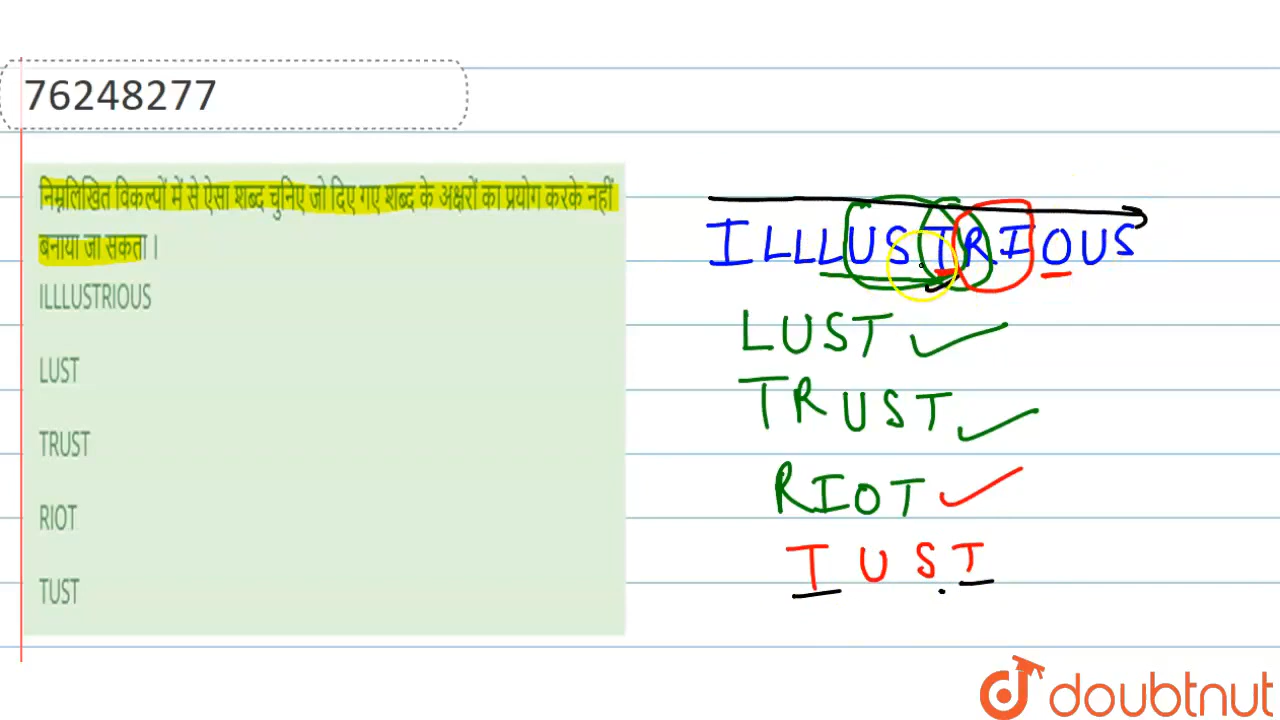 76248277
निम्नलिखित विकल्पों में से ऐसा शब्द चुनिए जो दिए गए शब्द के अक्षरों का प्रयोग करके नहीं
बनाया जा सकता ।
ILLLUSTRIOUS
LUST
TRUST
RIOT
TUST
ILLLUSTRIOUS
LUST
TRUST
RIOT
TUST
doubtnut